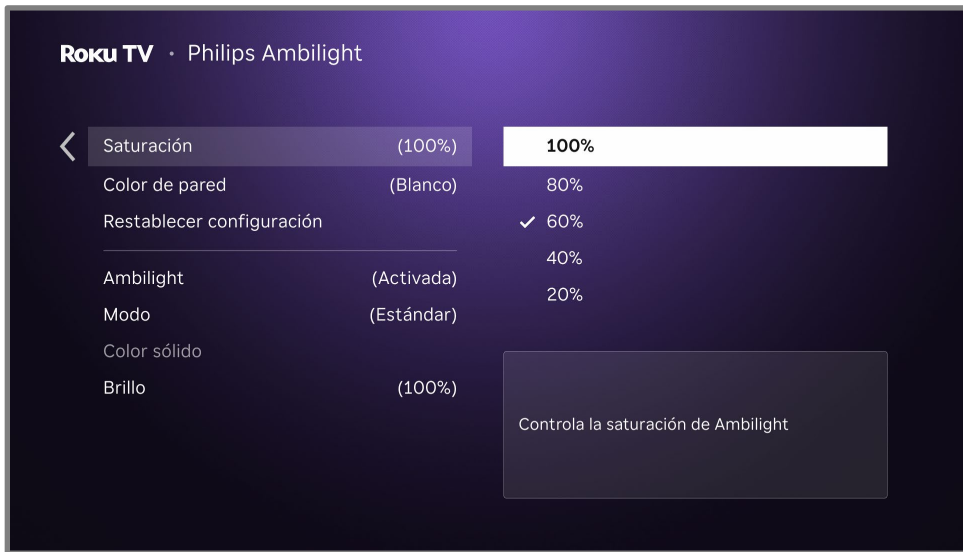 Roku TV · Philips Ambilight
Saturación (100%)
Color de pared (Blanco)
Restablecer configuración
Ambilight (Activada)
Modo (Estándar)
Color sólido
Brillo (100%)
100%
80%
✓ 60%
40%
20%
Controla la saturación de Ambilight